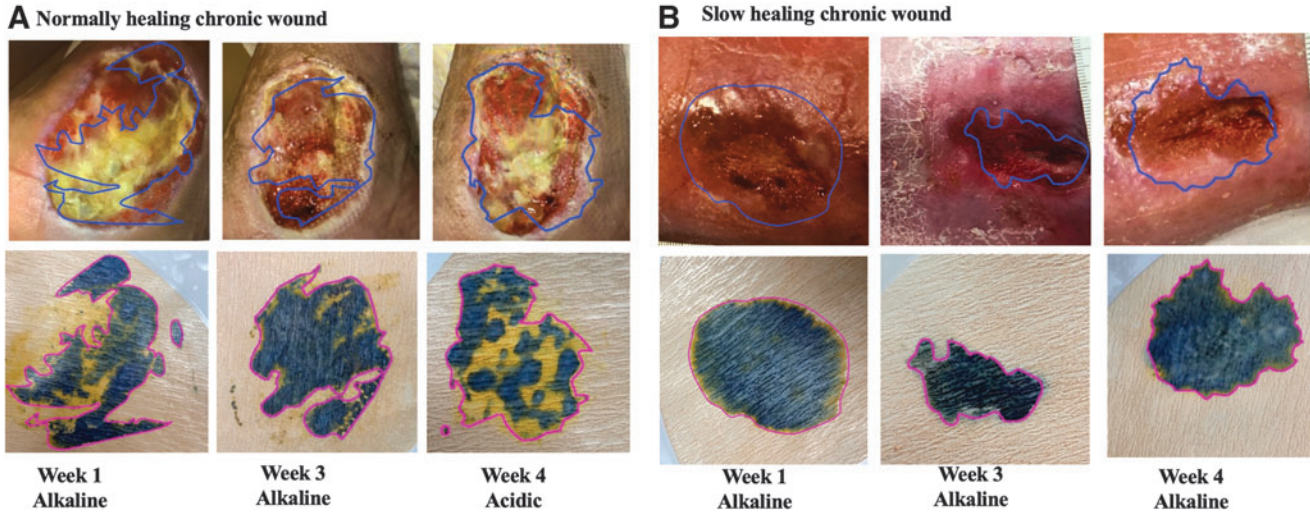 A Normally healing chronic wound
B Slow healing chronic wound
Week 1
Alkaline
Week 3
Alkaline
Week 4
Acidic
Week 1
Alkaline
Week 3
Alkaline
Week 4
Alkaline